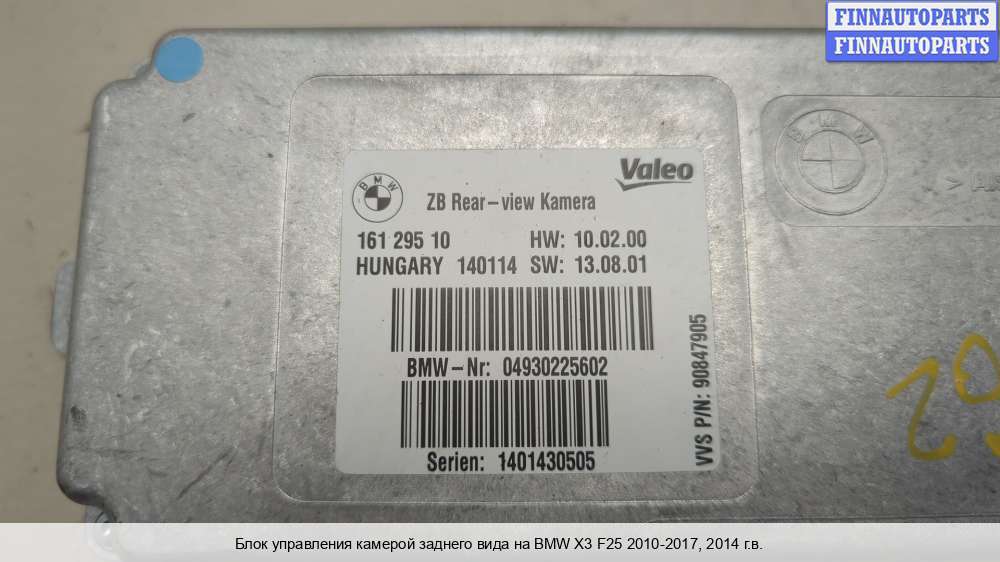 FINNAUTOPARTS
FINNAUTOPARTS
BMW
Valeo
ZB Rear-view Kamera
161 295 10 HW: 10.02.00
HUNGARY 140114 SW: 13.08.01
BMW-Nr: 04930225602
Serien: 1401430505
VVS P/N: 90847905
BMW
Блок управления камерой заднего вида на BMW X3 F25 2010-2017, 2014 г.в.